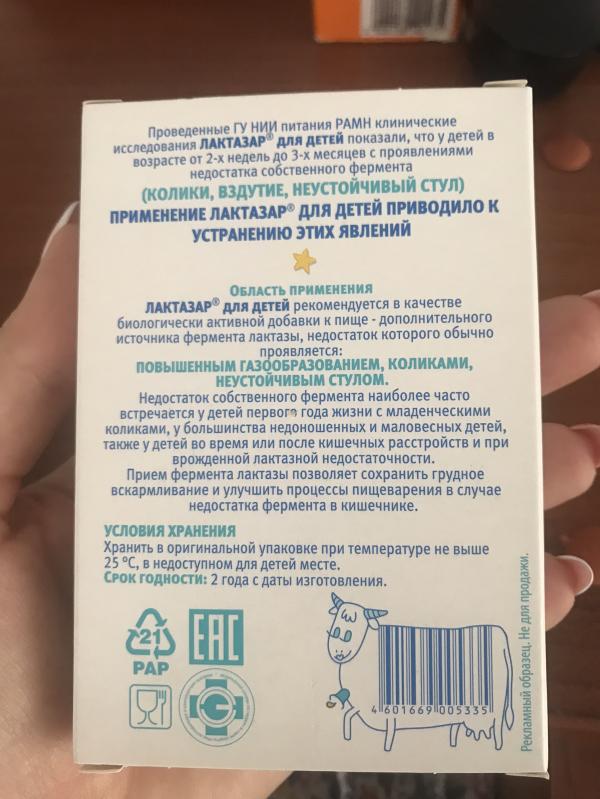 Проведенные ГУ НИИ питания РАМН клинические
исследования ЛАКТАЗАР® ДЛЯ ДЕТЕЙ показали, что у детей в
возрасте от 2-х недель до 3-х месяцев с проявлениями
недостатка собственного фермента
(КОЛИКИ, ВЗДУТИЕ, НЕУСТОЙЧИВЫЙ СТУЛ)
ПРИМЕНЕНИЕ ЛАКТАЗАР® ДЛЯ ДЕТЕЙ ПРИВОДИЛО К
УСТРАНЕНИЮ ЭТИХ ЯВЛЕНИЙ
ОБЛАСТЬ ПРИМЕНЕНИЯ
ЛАКТАЗАР® ДЛЯ ДЕТЕЙ рекомендуется в качестве
биологически активной добавки к пище - дополнительного
источника фермента лактазы, недостаток которого обычно
проявляется:
ПОВЫШЕННЫМ ГАЗООБРАЗОВАНИЕМ, КОЛИКАМИ,
НЕУСТОЙЧИВЫМ СТУЛОМ.
Недостаток собственного фермента наиболее часто
встречается у детей первого года жизни с младенческими
коликами, у большинства недоношенных и маловесных детей,
также у детей во время или после кишечных расстройств и при
врожденной лактазной недостаточности.
Прием фермента лактазы позволяет сохранить грудное
вскармливание и улучшить процессы пищеварения в случае
недостатка фермента в кишечнике.
УСЛОВИЯ ХРАНЕНИЯ
Хранить в оригинальной упаковке при температуре не выше
25 °С, в недоступном для детей месте.
СРОК ГОДНОСТИ: 2 года с даты изготовления.
21
PAP
EAC
4 601669 005335
Рекламный образец. Не для продажи.